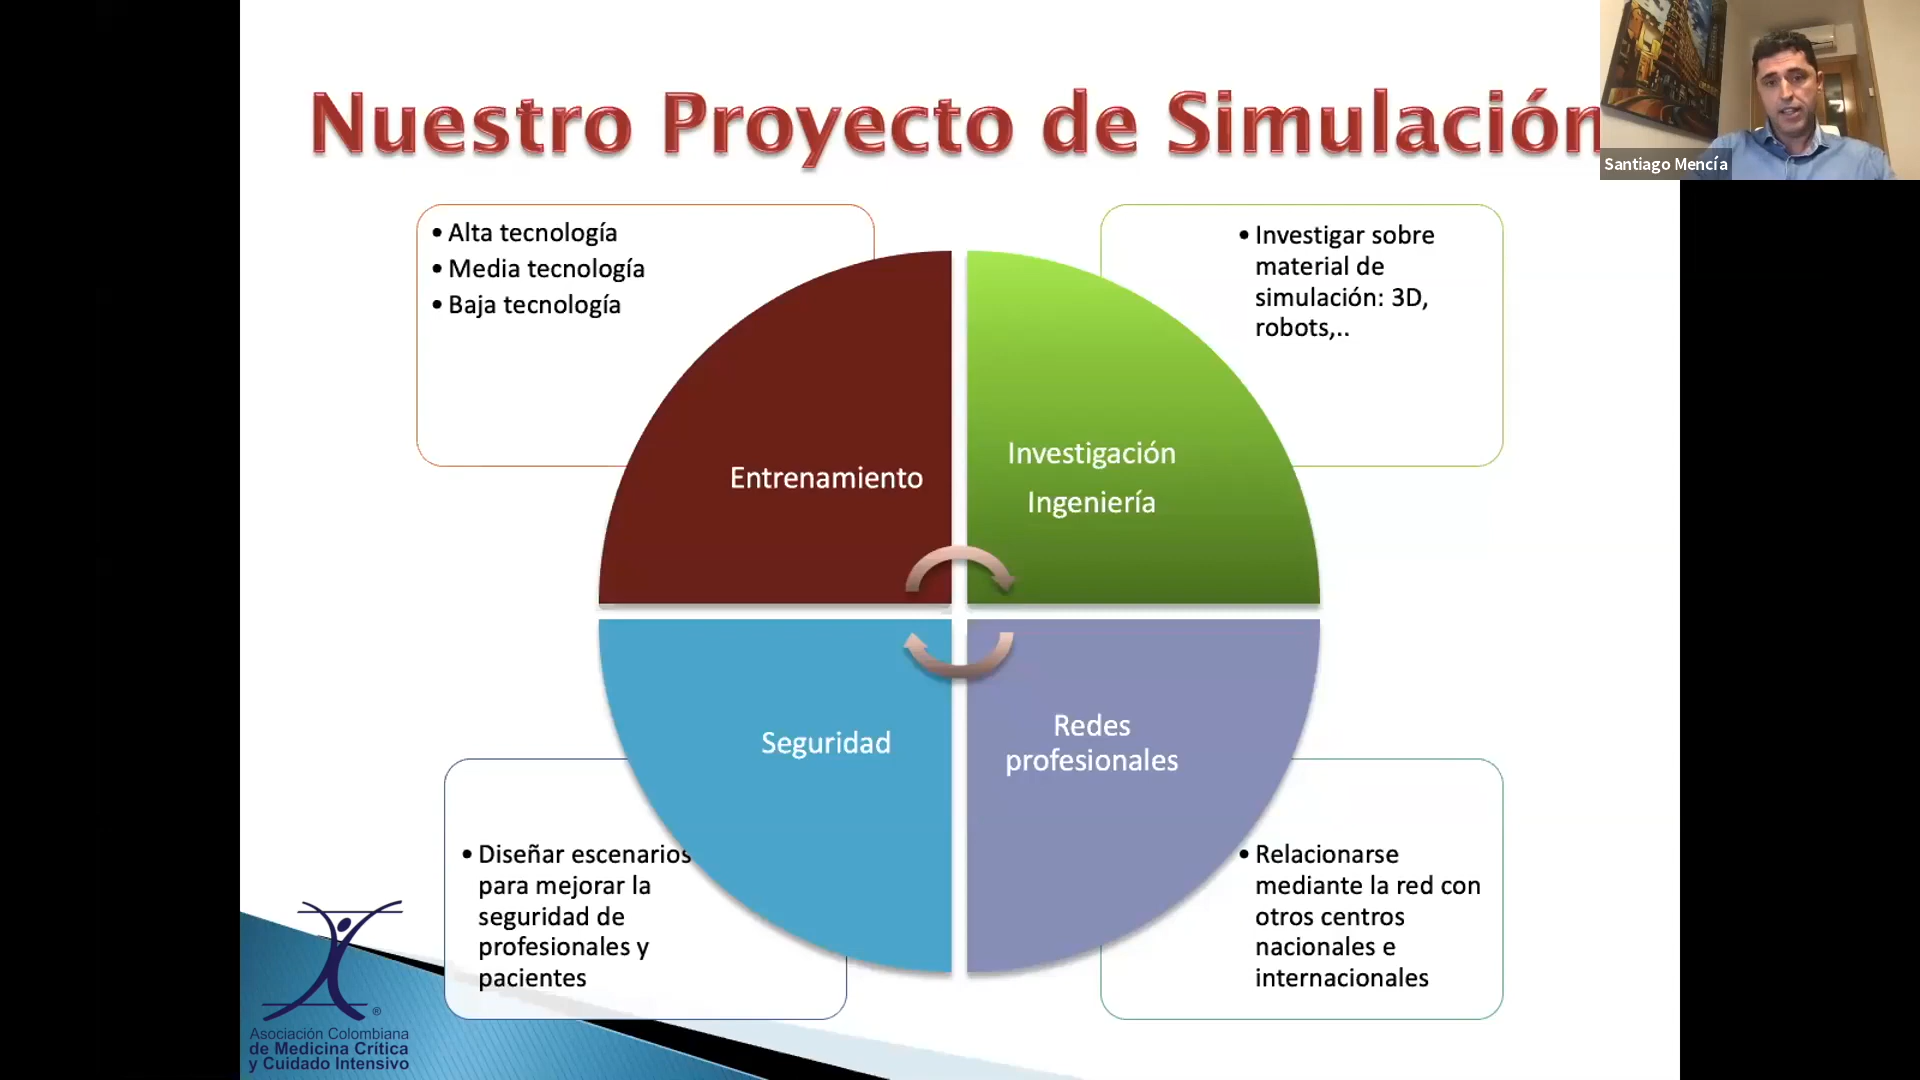 Nuestro Proyecto de Simulación
Santiago Mencía
• Alta tecnología
• Media tecnología
• Baja tecnología
• Investigar sobre
material de
simulación: 3D,
robots,..
Entrenamiento
Investigación
Ingeniería
Seguridad
Redes
profesionales
• Diseñar escenarios
para mejorar la
seguridad de
profesionales y
pacientes
• Relacionarse
mediante la red con
otros centros
nacionales e
internacionales
®
Asociación Colombiana
de Medicina Crítica
y Cuidado Intensivo